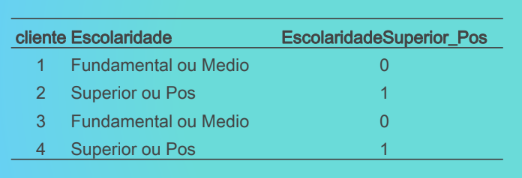 cliente Escolaridade EscolaridadeSuperior_Pos
1 Fundamental ou Medio 0
2 Superior ou Pos 1
3 Fundamental ou Medio 0
4 Superior ou Pos 1